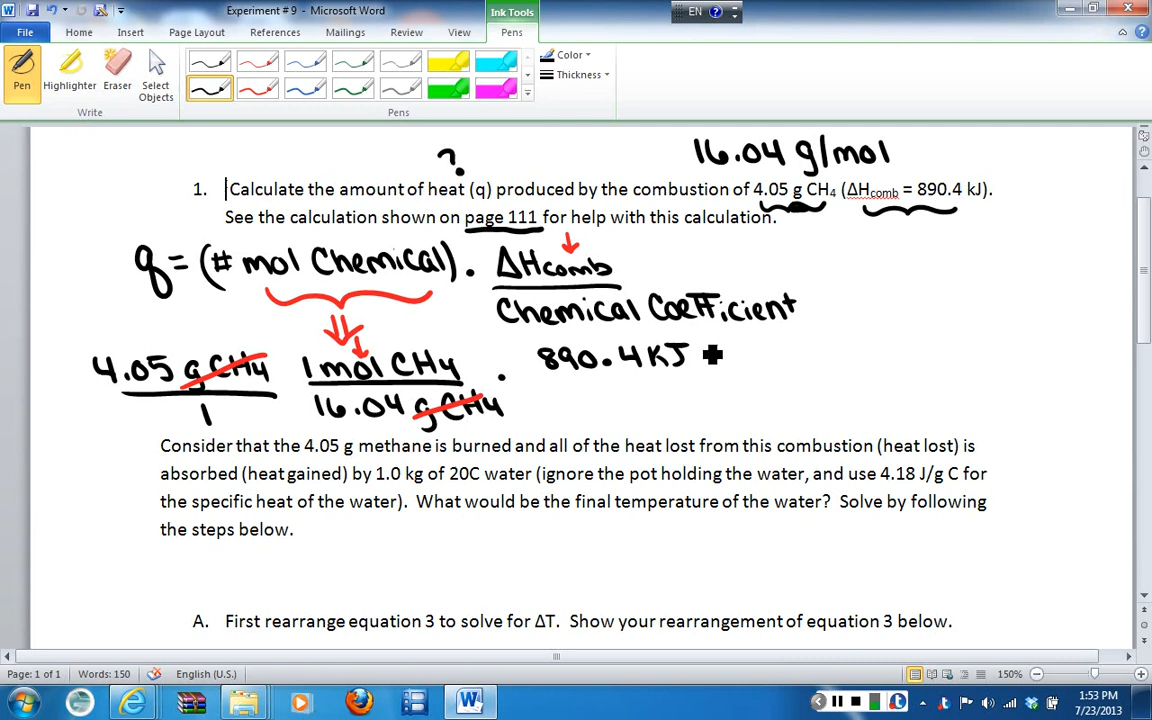 Experiment # 9 - Microsoft Word
Ink Tools
EN
File Home Insert Page Layout References Mailings Review View Pens
Pen Highlighter Eraser Select Objects
Color
Thickness
Write
Pens
?
16.04 g/mol
1. Calculate the amount of heat (q) produced by the combustion of 4.05 g CH4 (ΔHcomb = 890.4 kJ).
See the calculation shown on page 111 for help with this calculation.
q = (# mol Chemical) . ΔHcomb
Chemical Coefficient
4.05 g CH4 1 mol CH4 . 890.4 KJ
1 16.04 g CH4
Consider that the 4.05 g methane is burned and all of the heat lost from this combustion (heat lost) is
absorbed (heat gained) by 1.0 kg of 20C water (ignore the pot holding the water, and use 4.18 J/g C for
the specific heat of the water). What would be the final temperature of the water? Solve by following
the steps below.
A. First rearrange equation 3 to solve for ΔT. Show your rearrangement of equation 3 below.
Page: 1 of 1 Words: 150 English (U.S.) 150%
1:53 PM
7/23/2013